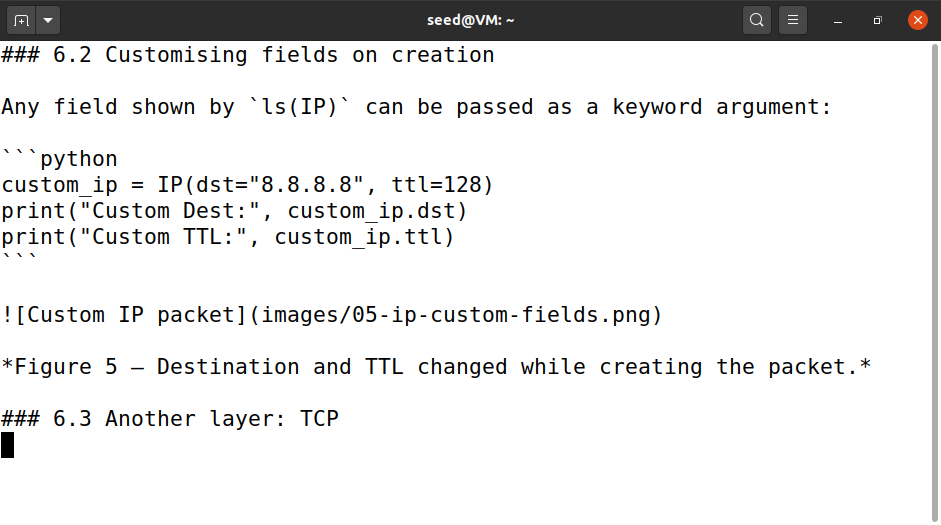 seed@VM: ~
### 6.2 Customising fields on creation
Any field shown by `ls(IP)` can be passed as a keyword argument:
```python
custom_ip = IP(dst="8.8.8.8", ttl=128)
print("Custom Dest:", custom_ip.dst)
print("Custom TTL:", custom_ip.ttl)
```
![Custom IP packet](images/05-ip-custom-fields.png)
*Figure 5 – Destination and TTL changed while creating the packet.*
### 6.3 Another layer: TCP